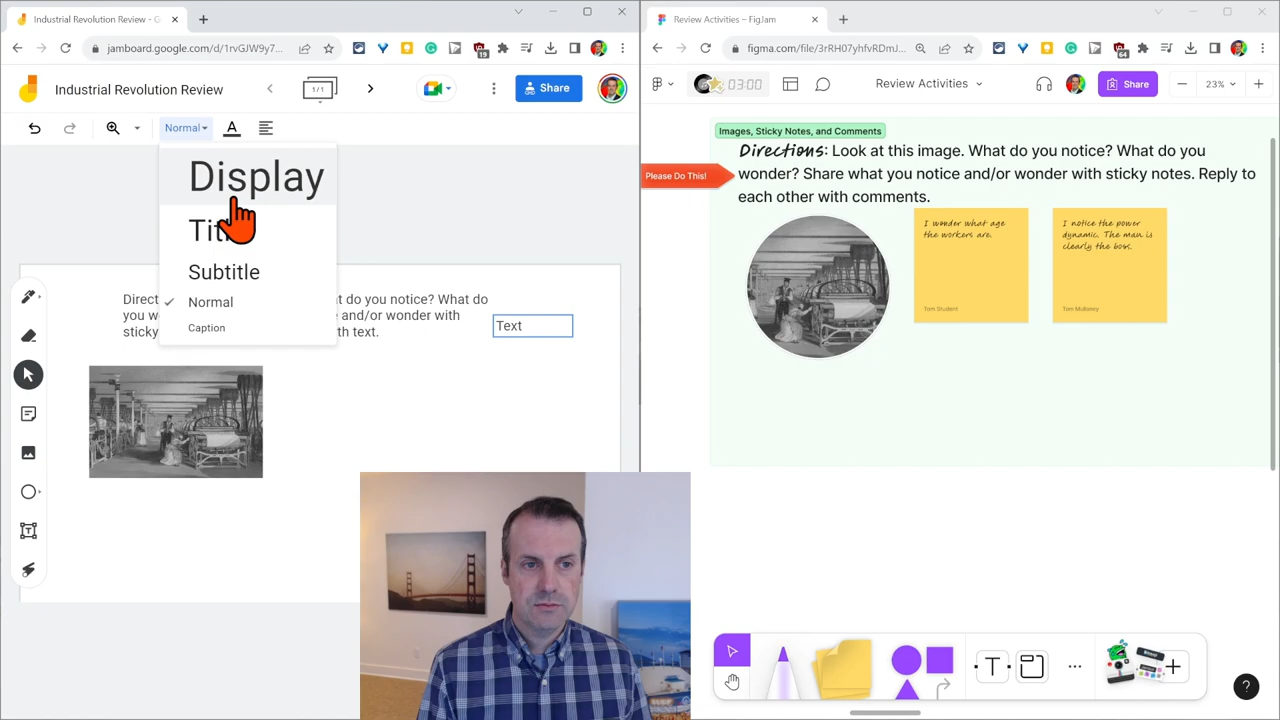 Industrial Revolution Review - G
jamboard.google.com/d/1rvGJW9y7...
19
Industrial Revolution Review
1/1
Share
Normal
Display
Subtitle
Normal
Caption
Direct
t do you notice? What do
you w
e and/or wonder with
sticky
th text.
Text
Review Activities – FigJam
figma.com/file/3rRH07yhfvRDmJ...
64
03:00
Review Activities
Share
23%
Images, Sticky Notes, and Comments
Please Do This!
Directions: Look at this image. What do you notice? What do you
wonder? Share what you notice and/or wonder with sticky notes. Reply to
each other with comments.
I wonder what age
the workers are.
Tom Student
I notice the power
dynamic. The man is
clearly the boss.
Tom Mullaney
T
?